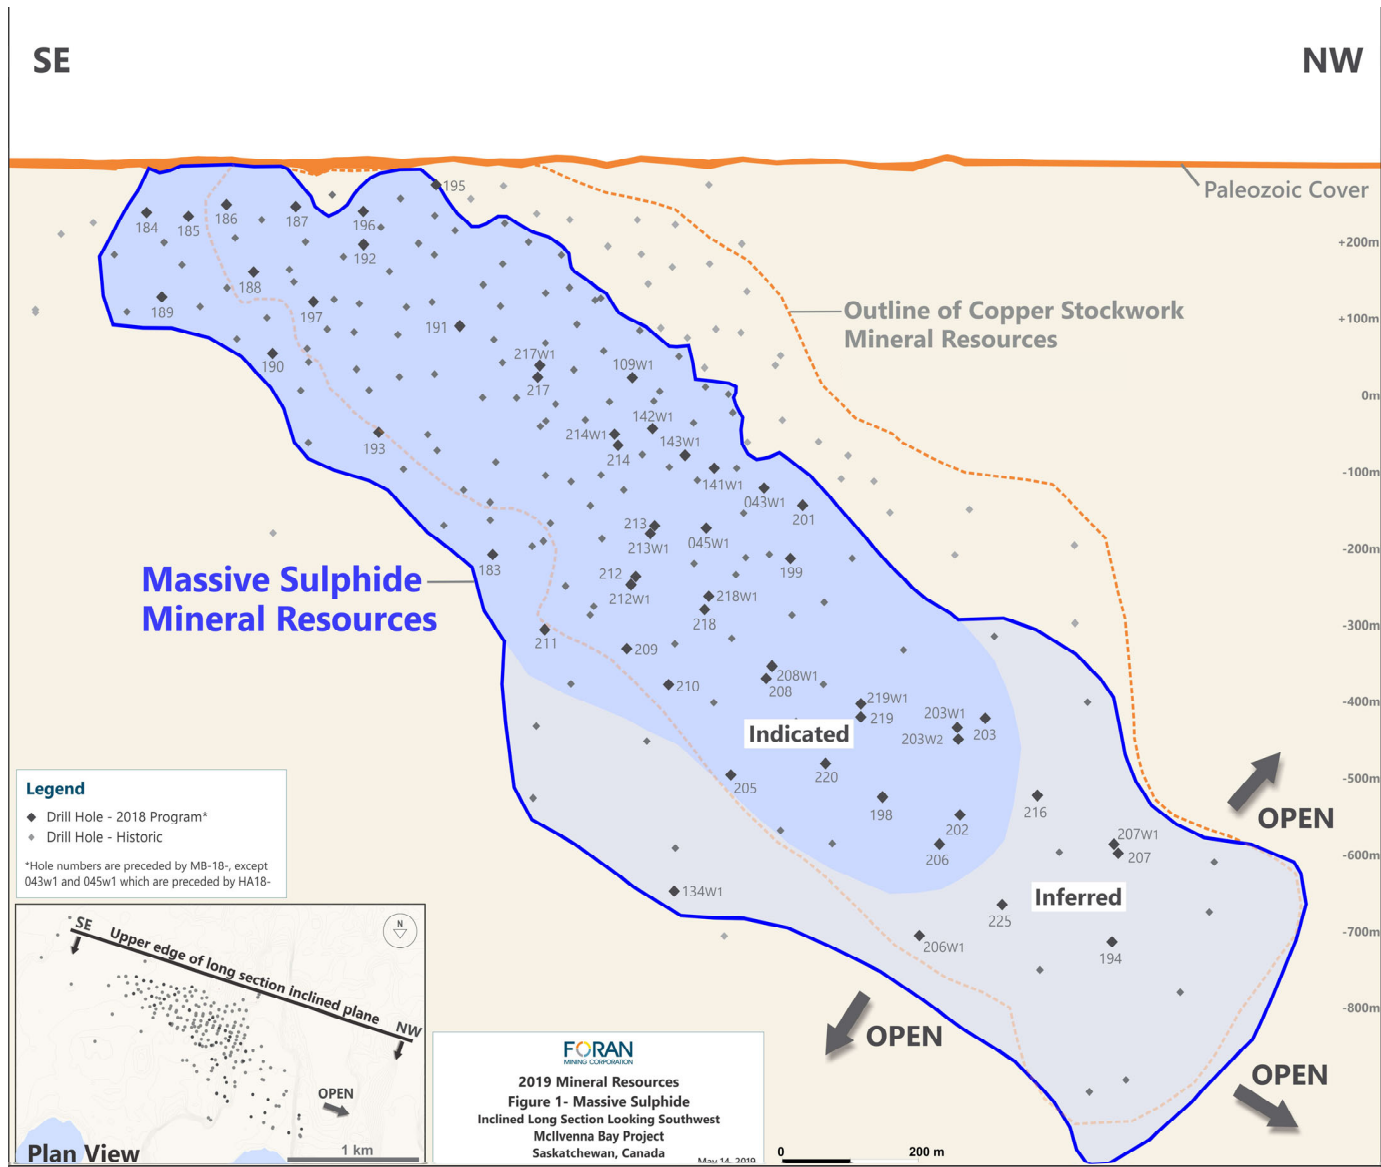 SE
NW
Paleozoic Cover
195
184
185
186
187
196
192
188
189
197
191
190
+200m
+100m
0m
-100m
-200m
-300m
-400m
-500m
-600m
-700m
-800m
Outline of Copper Stockwork
Mineral Resources
217W1
217
109W1
142W1
143W1
214W1
214
193
141W1
043W1
201
213
213W1
045W1
199
183
212
212W1
218W1
218
Massive Sulphide
Mineral Resources
211
209
210
208W1
208
219W1
219
203W1
203W2
203
Indicated
220
205
198
202
206
216
207W1
207
OPEN
134W1
Inferred
225
206W1
194
OPEN
OPEN
Legend
Drill Hole - 2018 Program*
Drill Hole - Historic
*Hole numbers are preceded by MB-18-, except
043w1 and 045w1 which are preceded by HA18-
SE
Upper edge of long section inclined plane
NW
N
OPEN
Plan View
1 km
FORAN
MINING CORPORATION
2019 Mineral Resources
Figure 1- Massive Sulphide
Inclined Long Section Looking Southwest
McIlvenna Bay Project
Saskatchewan, Canada
May 14, 2019
0
200 m